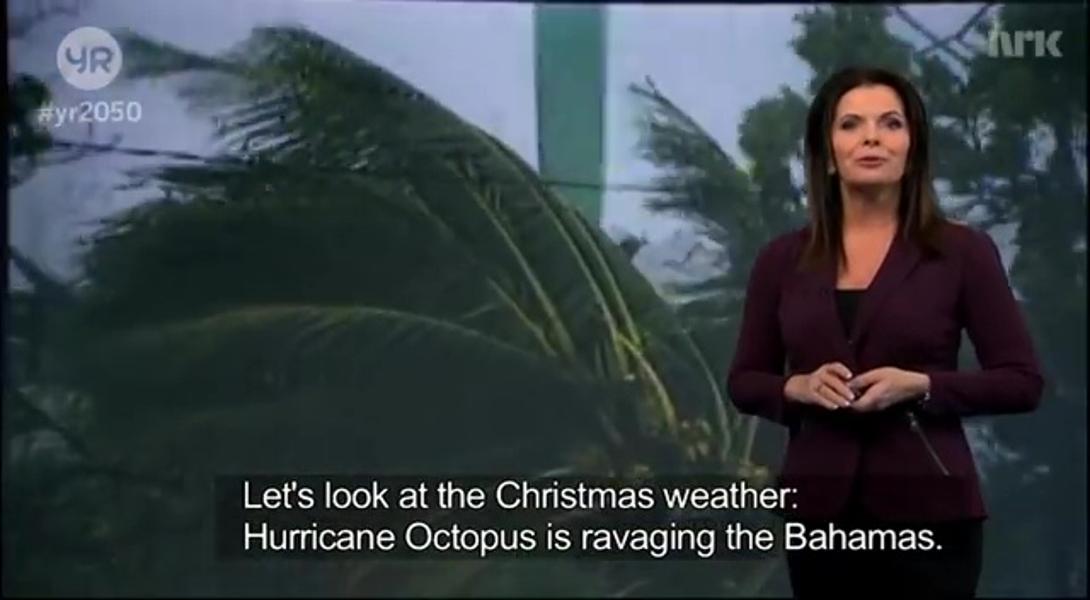 YR
#yr2050
nrk
Let's look at the Christmas weather:
Hurricane Octopus is ravaging the Bahamas.